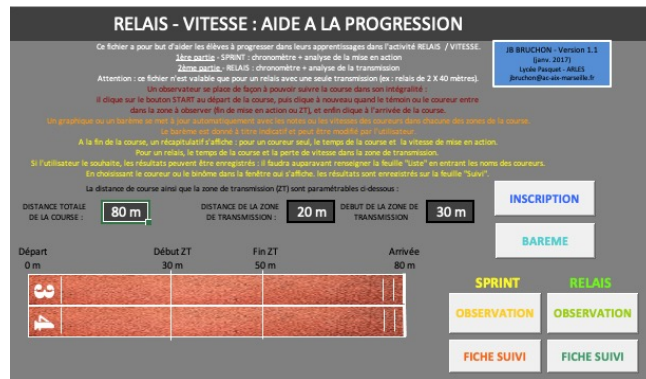 RELAIS - VITESSE : AIDE A LA PROGRESSION
Ce fichier a pour but d'aider les élèves à progresser dans leurs apprentissages dans l'activité RELAIS / VITESSE.
1ère partie - SPRINT : chronomètre + analyse de la mise en action
2ème partie - RELAIS : chronomètre + analyse de la transmission
Attention : ce fichier n'est valable que pour un relais avec une seule transmission (ex : relais de 2 X 40 mètres).
Un observateur se place de façon à pouvoir suivre la course dans son intégralité :
il clique sur le bouton START au départ de la course, puis clique à nouveau quand le témoin ou le coureur entre
dans la zone à observer (fin de mise en action ou ZT), et enfin clique à l'arrivée de la course.
Un graphique ou un barème se met à jour automatiquement avec les notes ou les vitesses des coureurs dans chacune des zones de la course.
Le barème est donné à titre indicatif et peut être modifié par l'utilisateur.
A la fin de la course, un récapitulatif s'affiche : pour un coureur seul, le temps de la course et la vitesse de mise en action.
Pour un relais, le temps de la course et la perte de vitesse dans la zone de transmission.
Si l'utilisateur le souhaite, les résultats peuvent être enregistrés : il faudra auparavant renseigner la feuille "Liste" en entrant les noms des coureurs.
En choisissant le coureur ou le binôme dans la fenêtre qui s'affiche, les résultats sont enregistrés sur la feuille "Suivi".
JB BRUCHON - Version 1.1
(janv. 2017)
Lycée Pasquet - ARLES
jbruchon@ac-aix-marseille.fr
La distance de course ainsi que la zone de transmission (ZT) sont paramétrables ci-dessous :
DISTANCE TOTALE DE LA COURSE : 80 m
DISTANCE DE LA ZONE DE TRANSMISSION : 20 m
DEBUT DE LA ZONE DE TRANSMISSION 30 m
INSCRIPTION
BAREME
Départ Début ZT Fin ZT Arrivée
0 m 30 m 50 m 80 m
3
4
SPRINT RELAIS
OBSERVATION OBSERVATION
FICHE SUIVI FICHE SUIVI